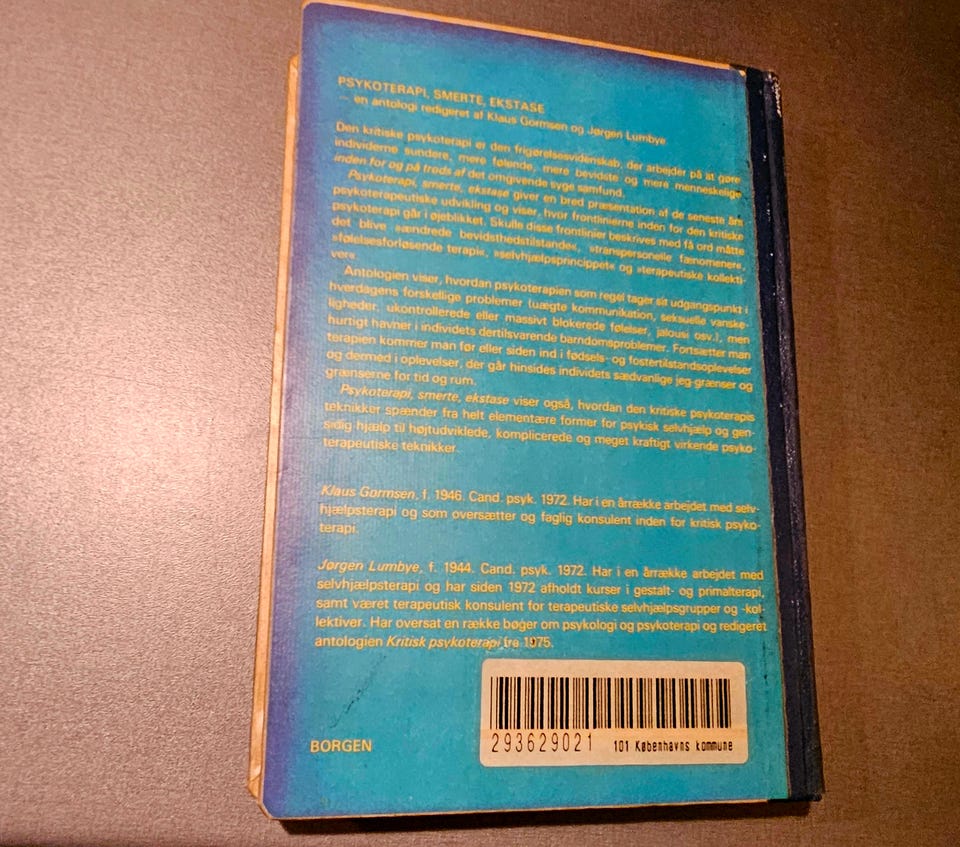 PSYKOTERAPI, SMERTE, EKSTASE
– en antologi redigeret af Klaus Gormsen og Jørgen Lumbye
Den kritiske psykoterapi er den frigørelsesvidenskab, der arbejder på at gøre
individerne sundere, mere følende, mere bevidste og mere menneskelige
inden for og på trods af det omgivende syge samfund.
Psykoterapi, smerte, ekstase giver en bred præsentation af de seneste års
psykoterapeutiske udvikling og viser, hvor frontlinierne inden for den kritiske
psykoterapi går i øjeblikket. Skulle disse frontlinier beskrives med få ord måtte
det blive »ændrede bevidsthedstilstande«, »transpersonelle fænomener«,
»følelsesforløsende terapi«, »selvhjælpsprincippet« og »terapeutiske kollekti-
ver«.
Antologien viser, hvordan psykoterapien som regel tager sit udgangspunkt i
hverdagens forskellige problemer (uægte kommunikation, seksuelle vanske-
ligheder, ukontrollerede eller massivt blokerede følelser, jalousi osv.), men
hurtigt havner i individets dertilsvarende barndomsproblemer. Fortsætter man
terapien kommer man før eller siden ind i fødsels- og fostertilstandsoplevelser
og dermed i oplevelser, der går hinsides individets sædvanlige jeg-grænser og
grænserne for tid og rum.
Psykoterapi, smerte, ekstase viser også, hvordan den kritiske psykoterapis
teknikker spænder fra helt elementære former for psykisk selvhjælp og gen-
sidig hjælp til højtudviklede, komplicerede og meget kraftigt virkende psyko-
terapeutiske teknikker.
Klaus Gormsen, f. 1946. Cand. psyk. 1972. Har i en årrække arbejdet med selv-
hjælpsterapi og som oversætter og faglig konsulent inden for kritisk psyko-
terapi.
Jørgen Lumbye, f. 1944. Cand. psyk. 1972. Har i en årrække arbejdet med
selvhjælpsterapi og har siden 1972 afholdt kurser i gestalt- og primalterapi,
samt været terapeutisk konsulent for terapeutiske selvhjælpsgrupper og -kol-
lektiver. Har oversat en række bøger om psykologi og psykoterapi og redigeret
antologien Kritisk psykoterapi fra 1975.
BORGEN
293629021 101 Københavns kommune